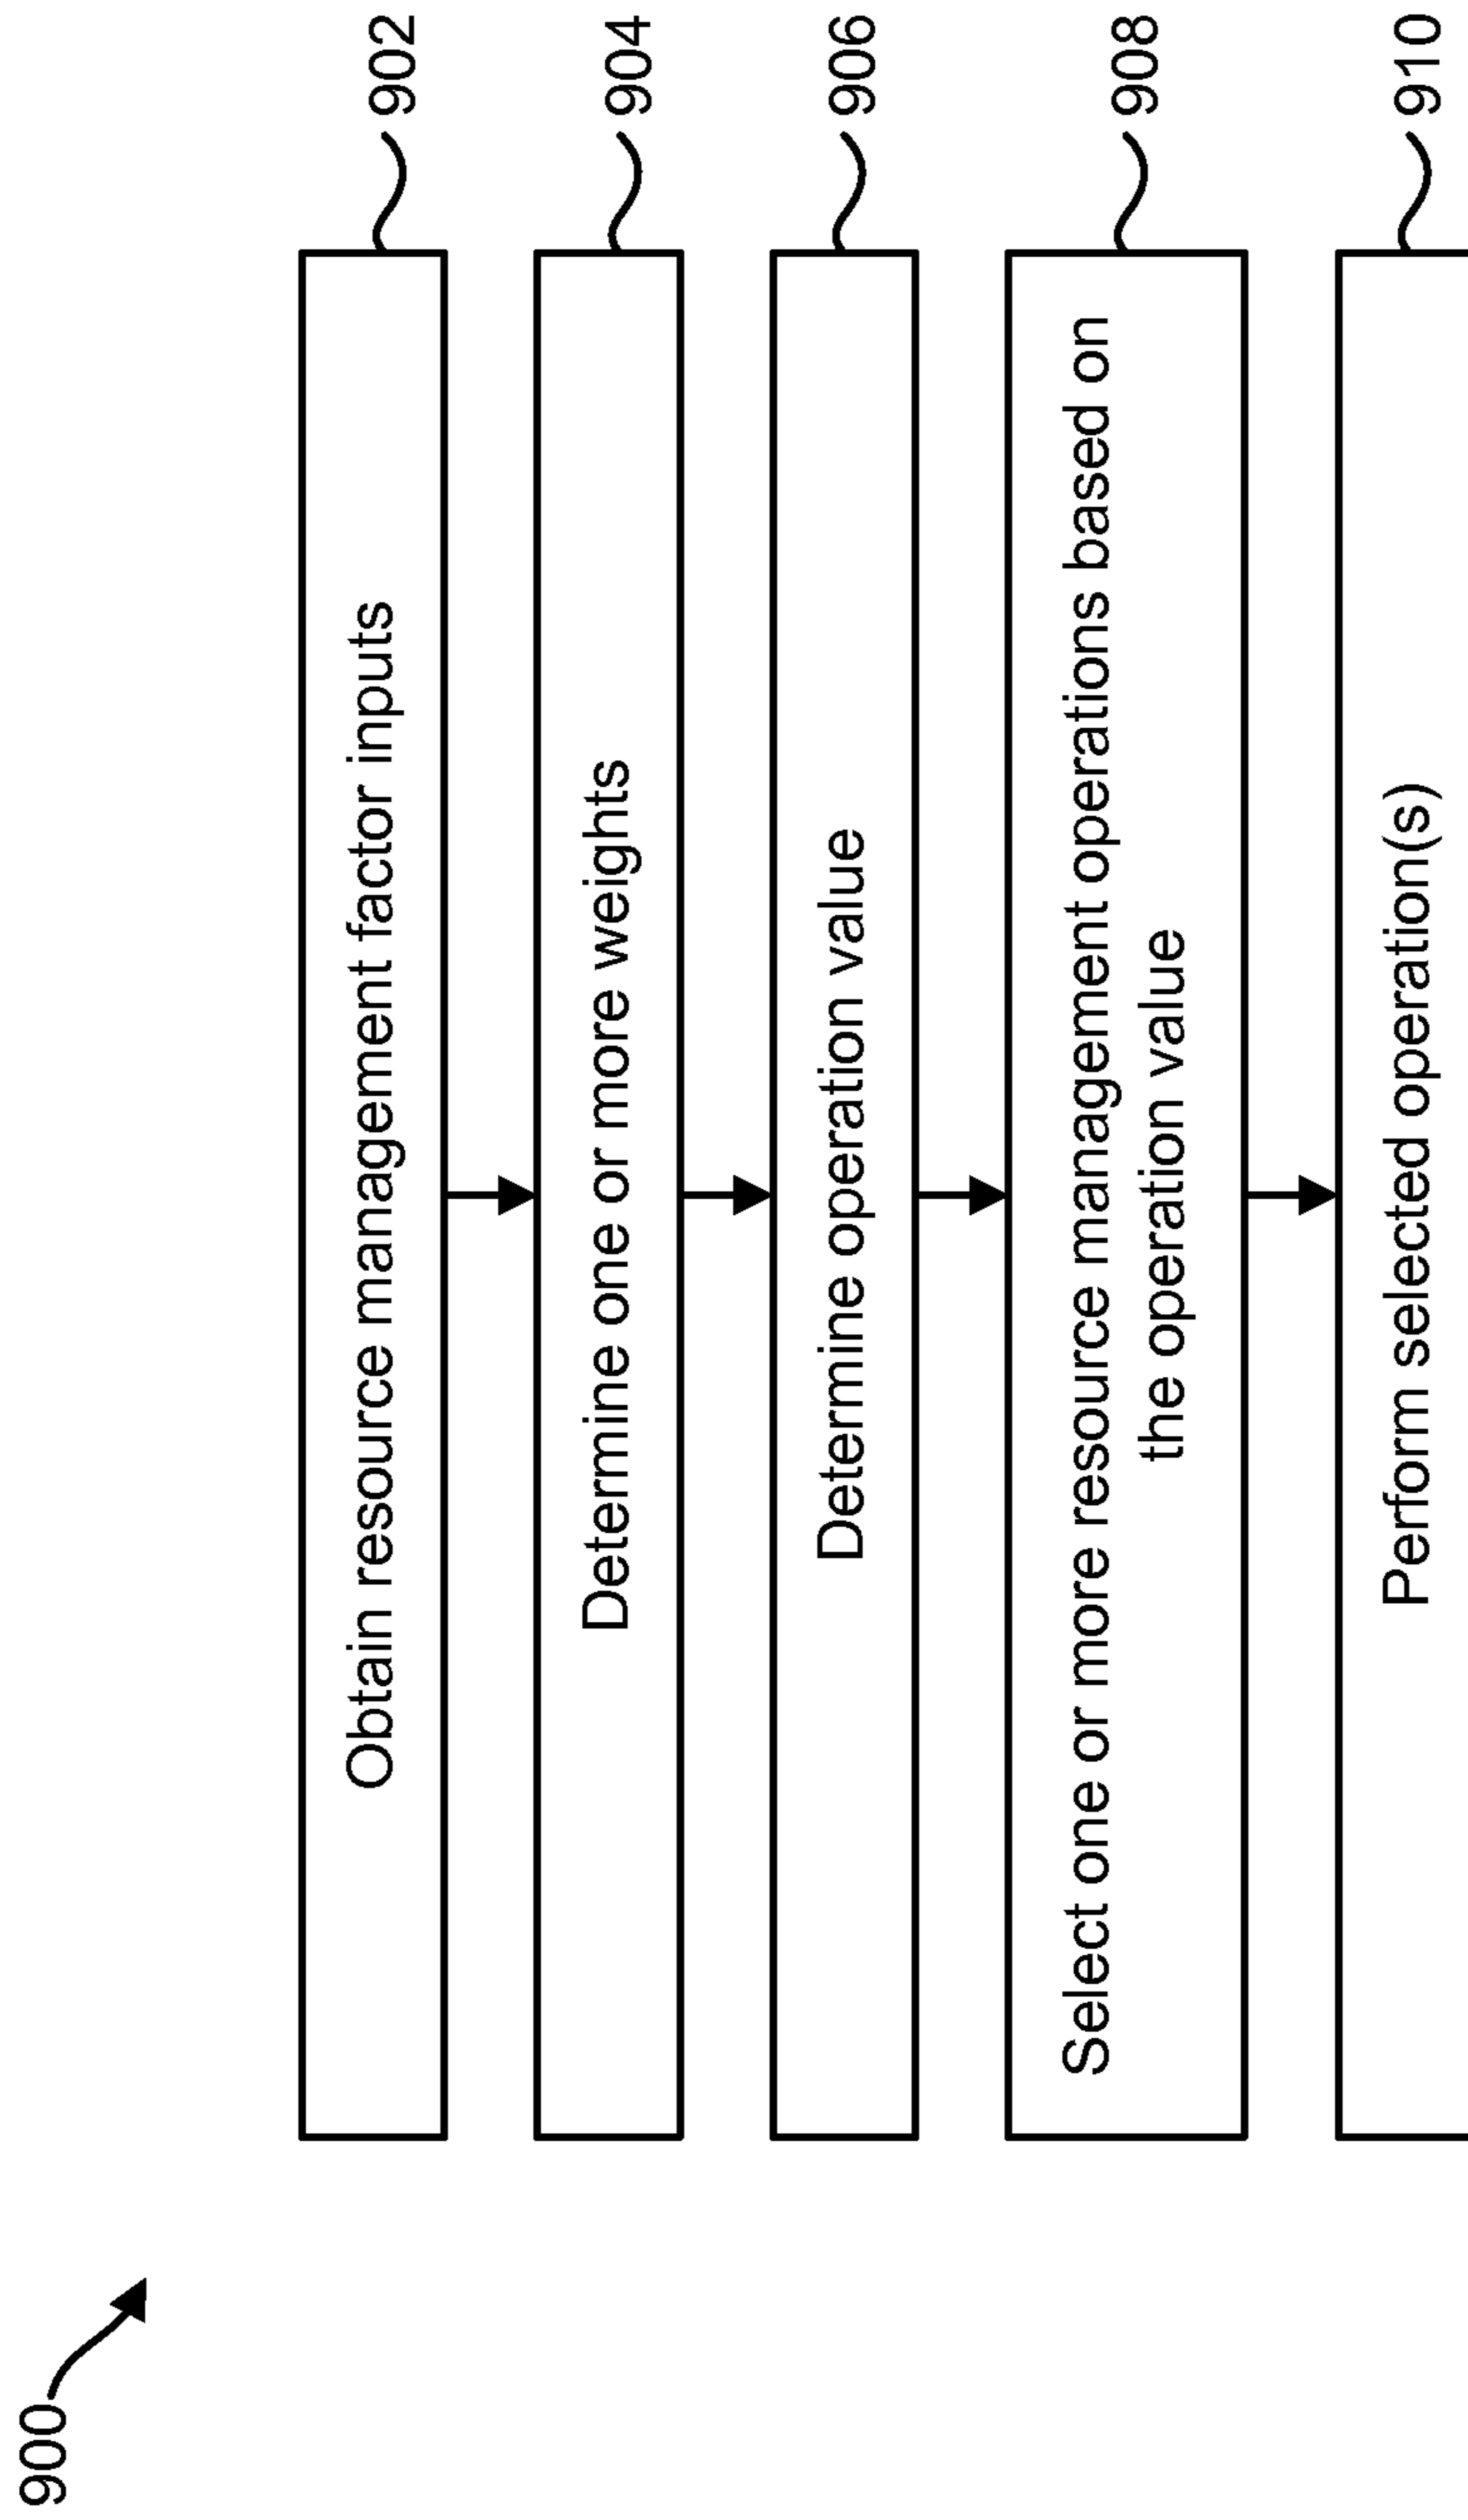 900
Obtain resource management factor inputs
902
Determine one or more weights
904
Determine operation value
906
Select one or more resource management operations based on
the operation value
908
Perform selected operation(s)
910